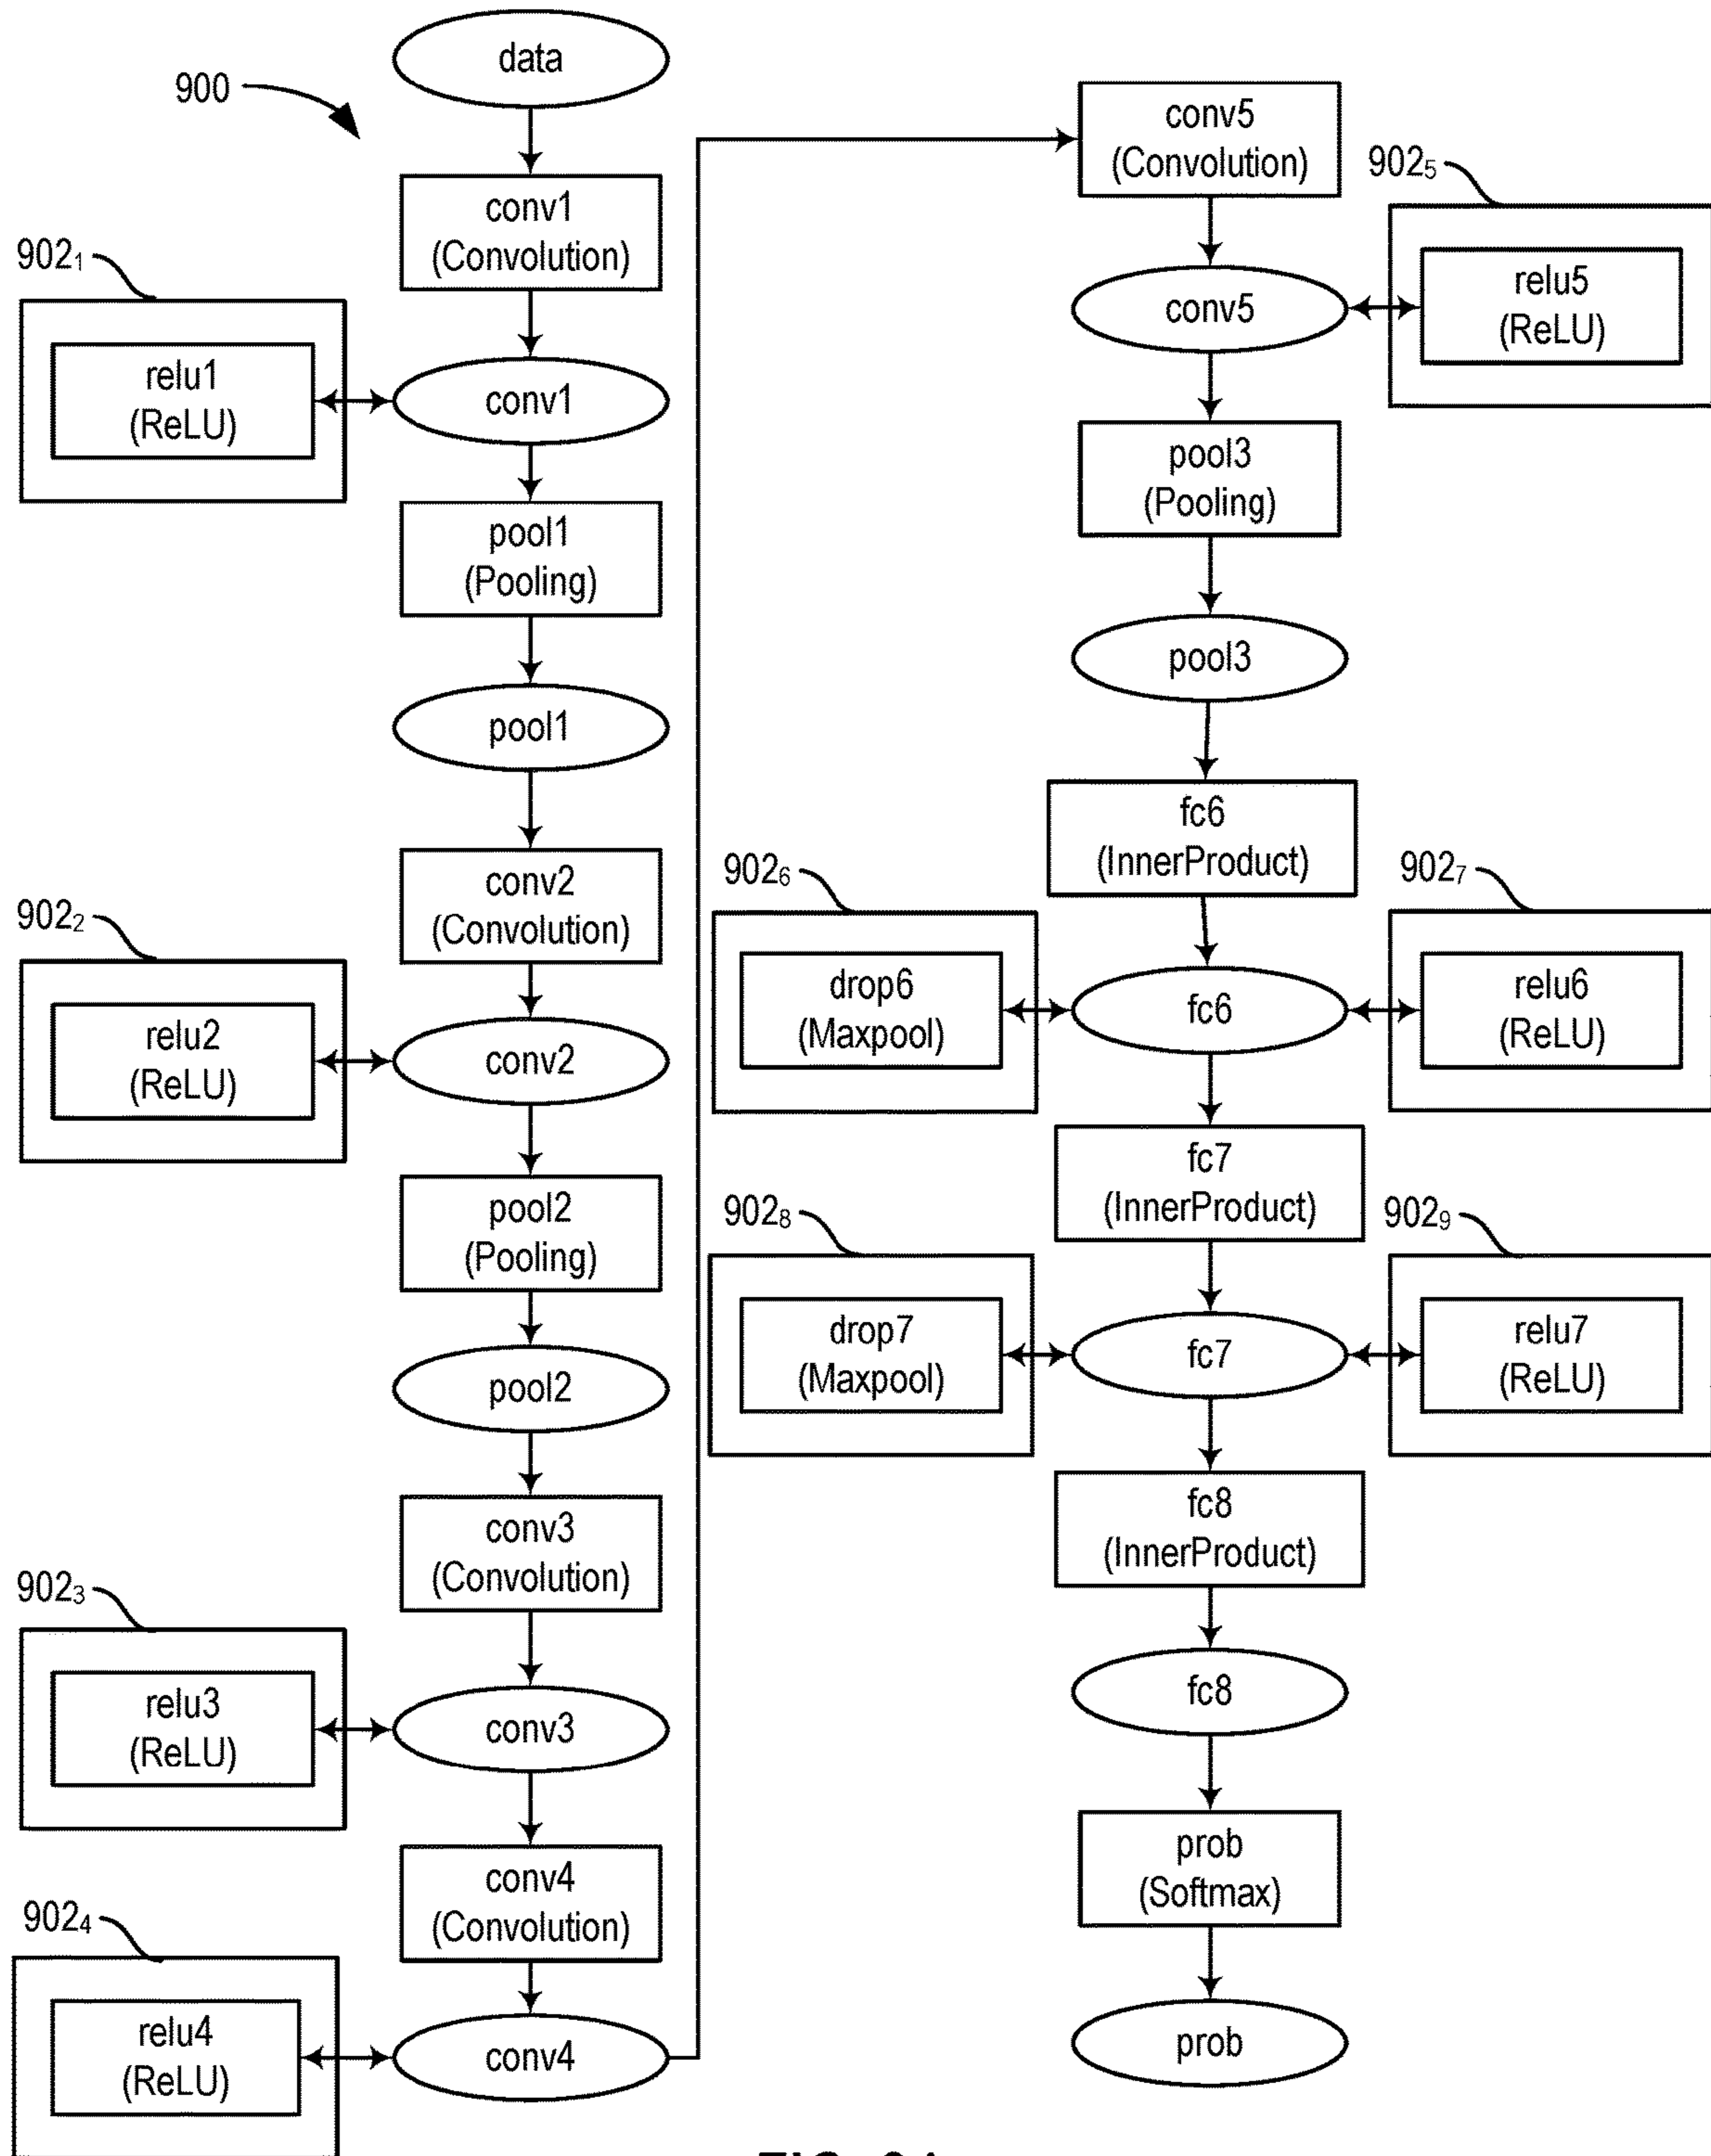 900
data
conv1
(Convolution)
902₁
relu1
(ReLU)
conv1
pool1
(Pooling)
pool1
conv2
(Convolution)
902₂
relu2
(ReLU)
conv2
pool2
(Pooling)
pool2
conv3
(Convolution)
902₃
relu3
(ReLU)
conv3
conv4
(Convolution)
902₄
relu4
(ReLU)
conv4
conv5
(Convolution)
902₅
conv5
relu5
(ReLU)
pool3
(Pooling)
pool3
fc6
(InnerProduct)
902₆
drop6
(Maxpool)
fc6
902₇
relu6
(ReLU)
fc7
(InnerProduct)
902₈
drop7
(Maxpool)
fc7
902₉
relu7
(ReLU)
fc8
(InnerProduct)
fc8
prob
(Softmax)
prob